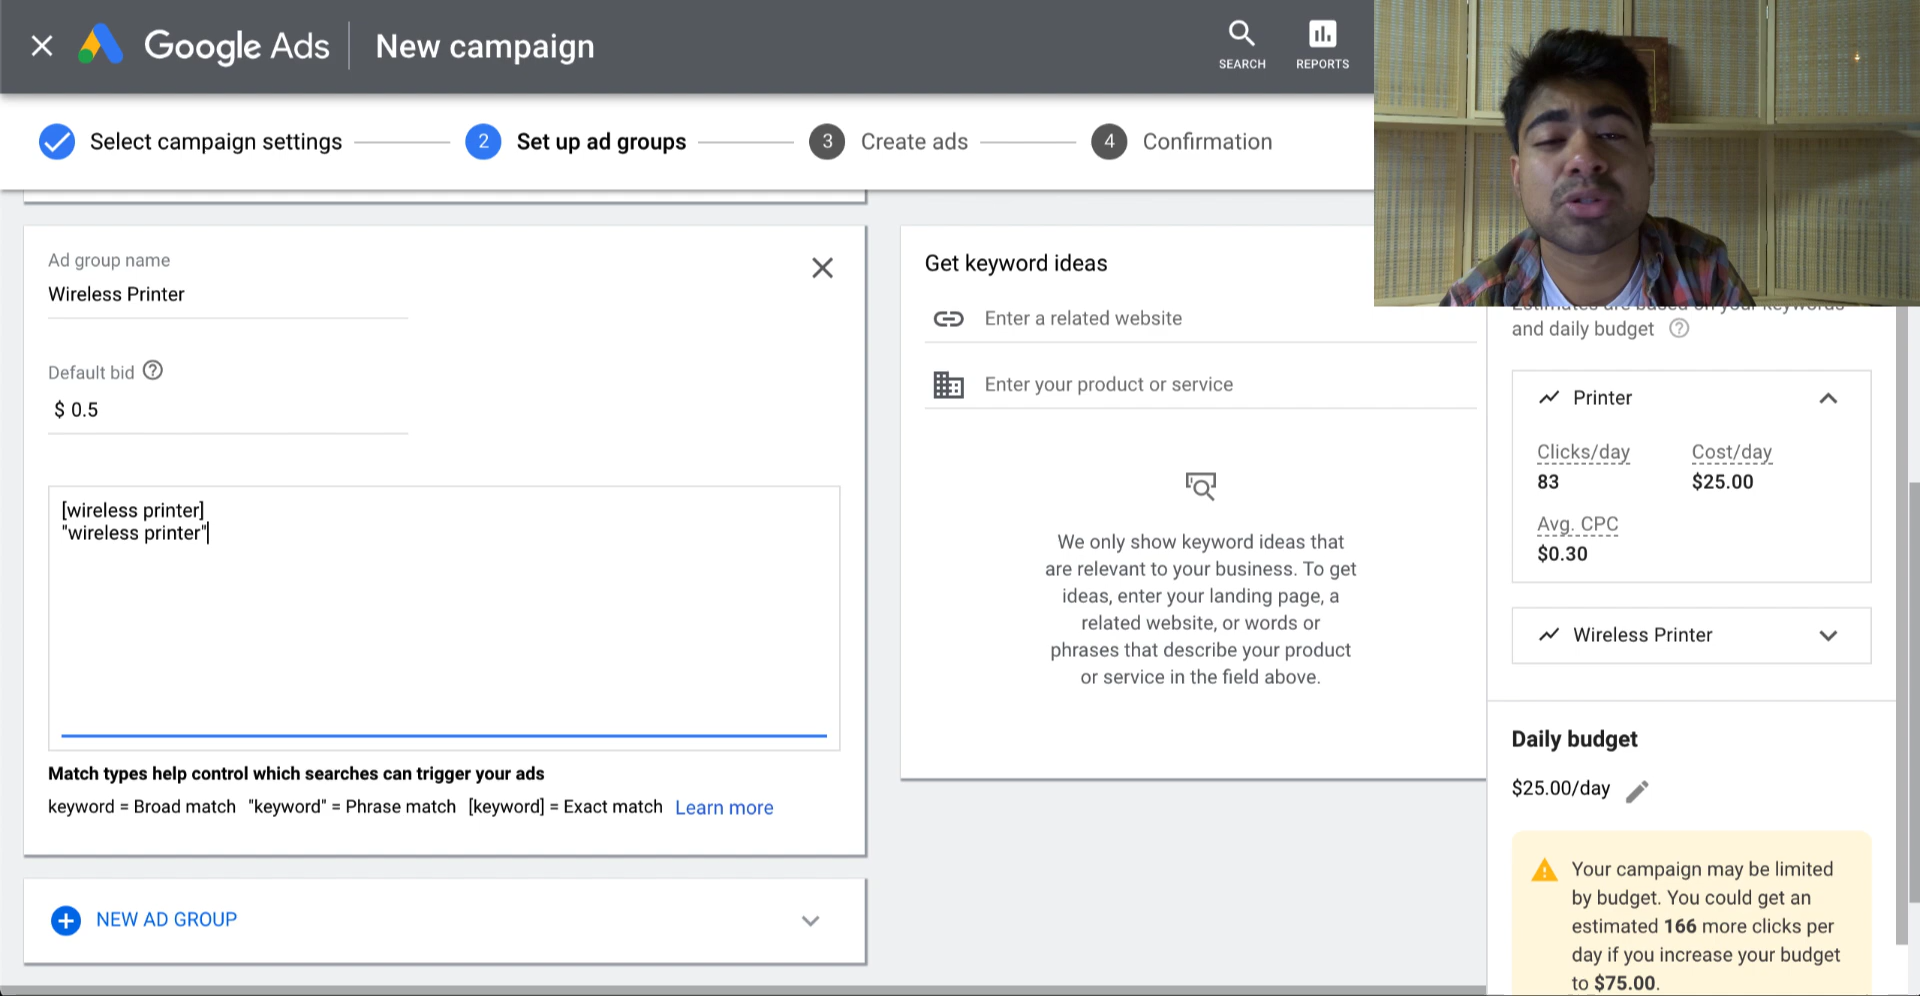 Google Ads
New campaign
SEARCH
REPORTS
Select campaign settings
2 Set up ad groups
3 Create ads
4 Confirmation
Ad group name
Wireless Printer
Default bid
$ 0.5
[wireless printer]
"wireless printer"
Match types help control which searches can trigger your ads
keyword = Broad match "keyword" = Phrase match [keyword] = Exact match Learn more
NEW AD GROUP
Get keyword ideas
Enter a related website
Enter your product or service
We only show keyword ideas that
are relevant to your business. To get
ideas, enter your landing page, a
related website, or words or
phrases that describe your product
or service in the field above.
Estimates are based on your keywords
and daily budget
Printer
Clicks/day Cost/day
83 $25.00
Avg. CPC
$0.30
Wireless Printer
Daily budget
$25.00/day
Your campaign may be limited
by budget. You could get an
estimated 166 more clicks per
day if you increase your budget
to $75.00.